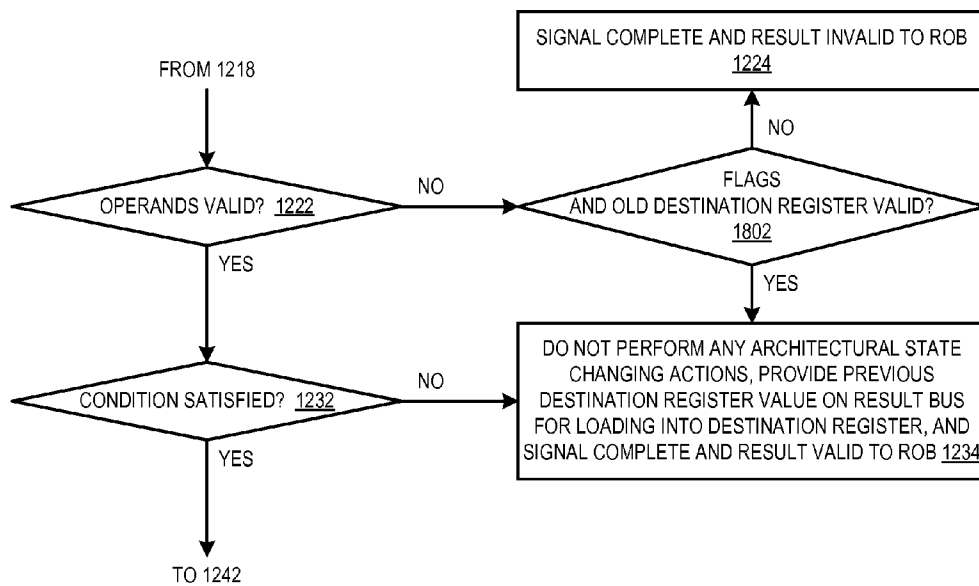 SIGNAL COMPLETE AND RESULT INVALID TO ROB
1224
FROM 1218
NO
OPERANDS VALID? 1222
NO
FLAGS
AND OLD DESTINATION REGISTER VALID?
1802
YES
YES
DO NOT PERFORM ANY ARCHITECTURAL STATE
CHANGING ACTIONS, PROVIDE PREVIOUS
DESTINATION REGISTER VALUE ON RESULT BUS
FOR LOADING INTO DESTINATION REGISTER, AND
SIGNAL COMPLETE AND RESULT VALID TO ROB 1234
CONDITION SATISFIED? 1232
NO
YES
TO 1242